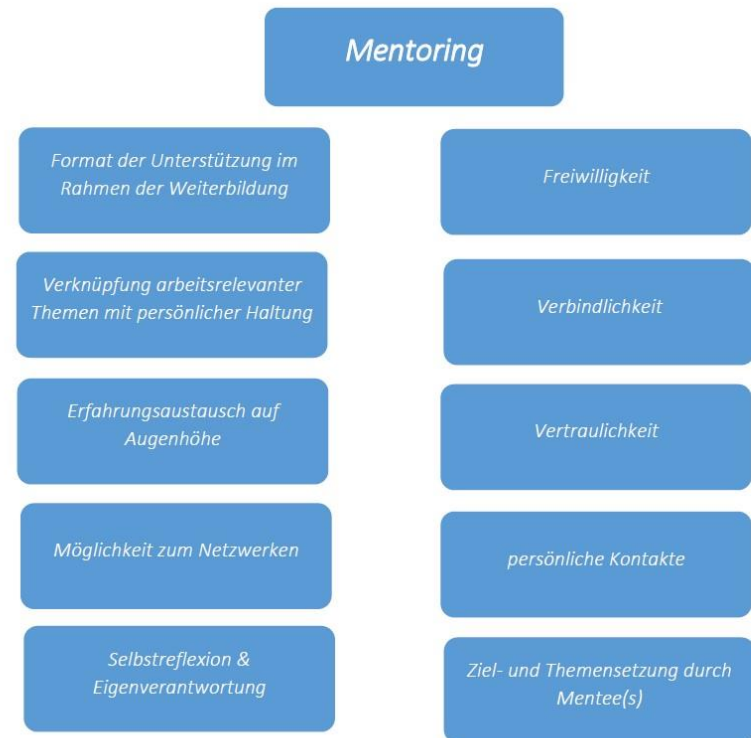 Mentoring
Format der Unterstützung im
Rahmen der Weiterbildung
Verknüpfung arbeitsrelevanter
Themen mit persönlicher Haltung
Erfahrungsaustausch auf
Augenhöhe
Möglichkeit zum Netzwerken
Selbstreflexion &
Eigenverantwortung
Freiwilligkeit
Verbindlichkeit
Vertraulichkeit
persönliche Kontakte
Ziel- und Themensetzung durch
Mentee(s)